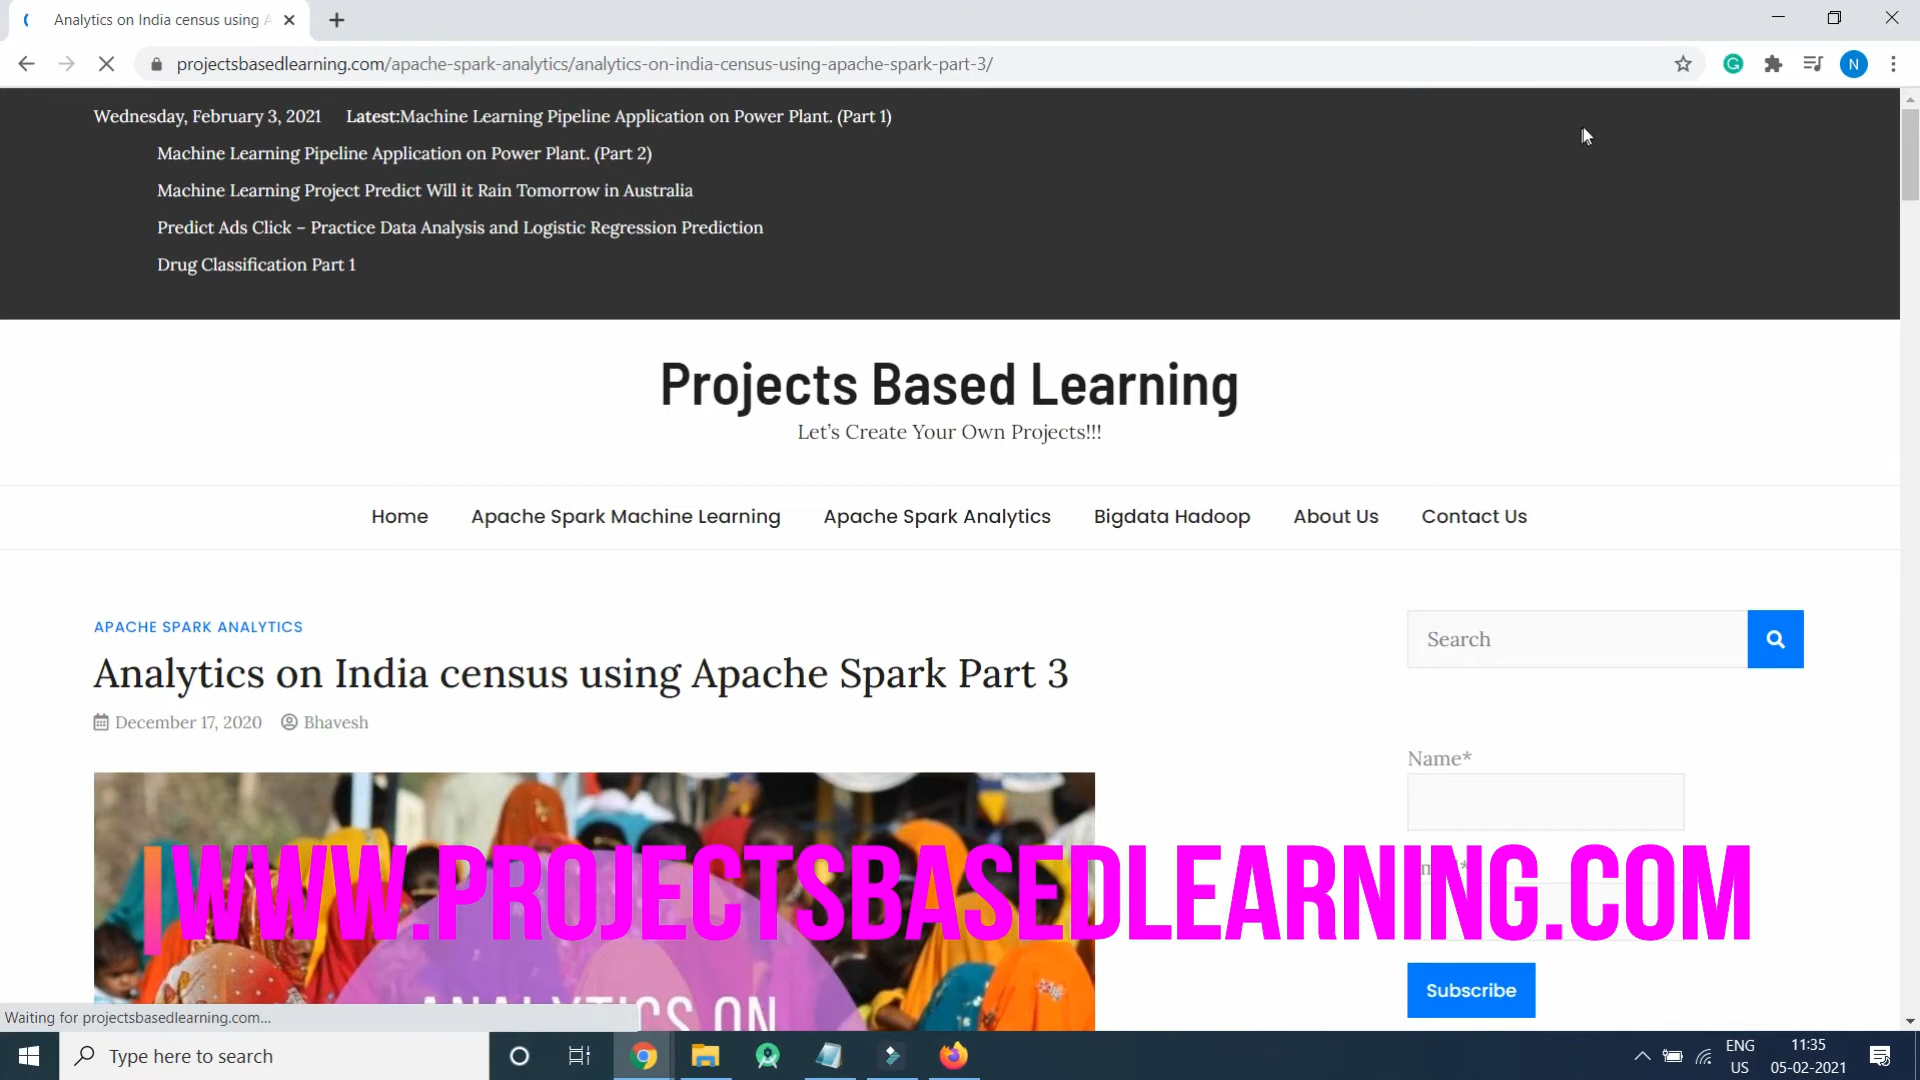 Analytics on India census using A
projectsbasedlearning.com/apache-spark-analytics/analytics-on-india-census-using-apache-spark-part-3/
N
Wednesday, February 3, 2021 Latest:Machine Learning Pipeline Application on Power Plant. (Part 1)
Machine Learning Pipeline Application on Power Plant. (Part 2)
Machine Learning Project Predict Will it Rain Tomorrow in Australia
Predict Ads Click – Practice Data Analysis and Logistic Regression Prediction
Drug Classification Part 1
Projects Based Learning
Let's Create Your Own Projects!!!
Home Apache Spark Machine Learning Apache Spark Analytics Bigdata Hadoop About Us Contact Us
APACHE SPARK ANALYTICS
Analytics on India census using Apache Spark Part 3
December 17, 2020 Bhavesh
Search
Name*
WWW.PROJECTSBASEDLEARNING.COM
Subscribe
ANALYTICS ON
Waiting for projectsbasedlearning.com...
Type here to search
ENG
US
11:35
05-02-2021